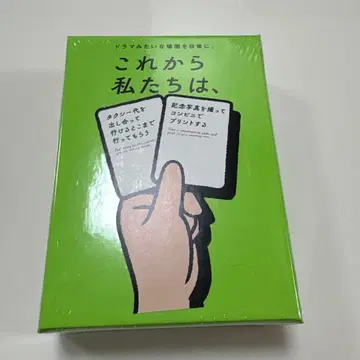 ドラマみたいな場面を日常に。
これから
私たちは、
タクシー代を
出し合って
行けるとこまで
行ってもらう
記念写真を撮って
コンビニで
プリントする